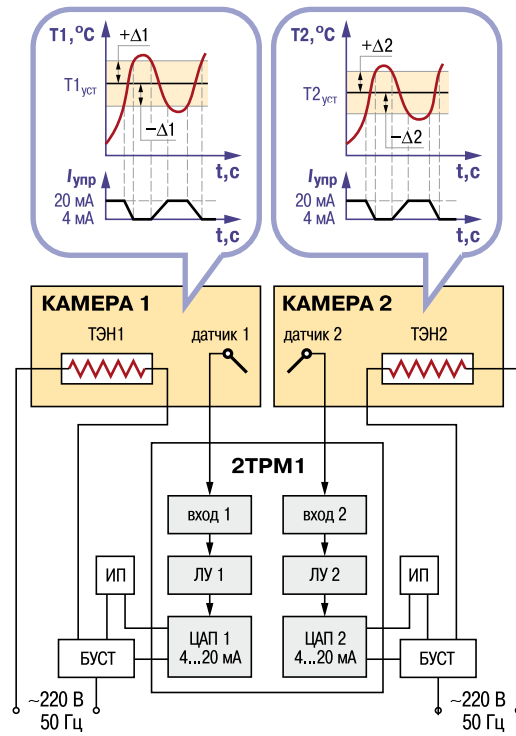 T1,°C
+Δ1
T1уст
−Δ1
t,c
Iупр
20 мА
4 мА
t,c
T2,°C
+Δ2
T2уст
−Δ2
t,c
Iупр
20 мА
4 мА
t,c
КАМЕРА 1
ТЭН1
датчик 1
КАМЕРА 2
датчик 2
ТЭН2
2ТРМ1
вход 1
вход 2
ЛУ 1
ЛУ 2
ИП
ИП
ЦАП 1
4...20 мА
ЦАП 2
4...20 мА
БУСТ
БУСТ
~220 В
50 Гц
~220 В
50 Гц